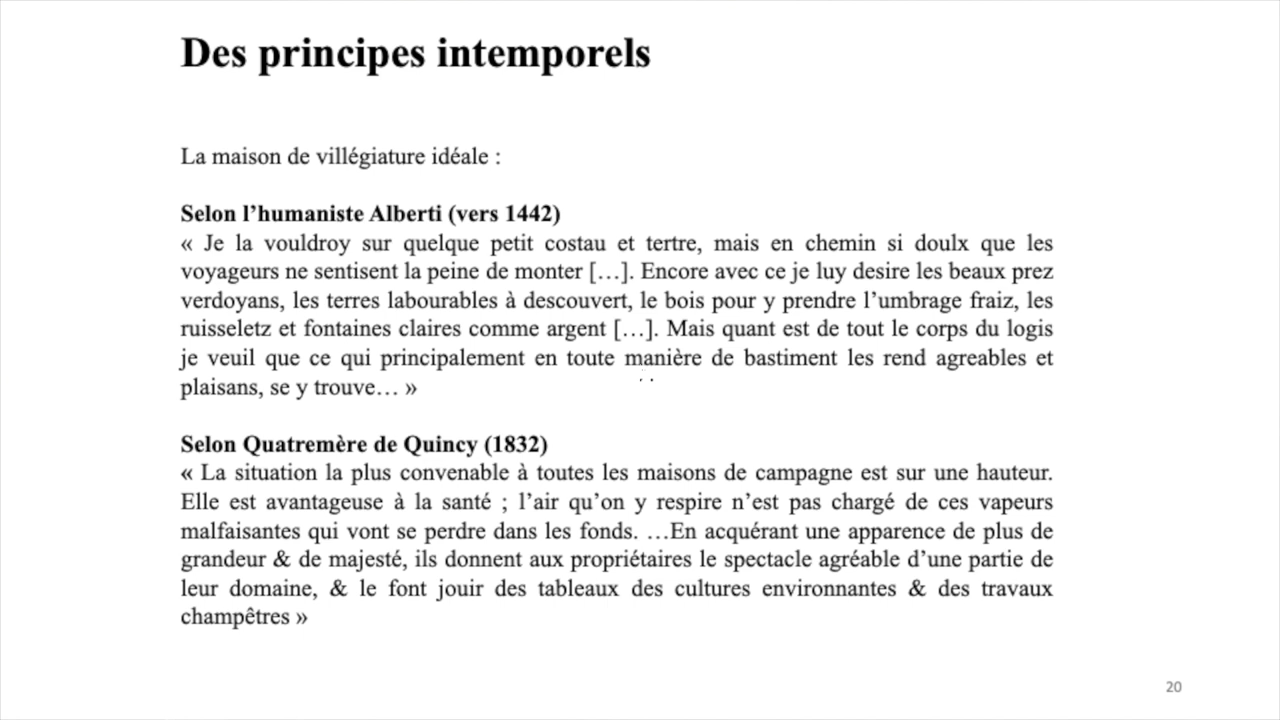 Des principes intemporels
La maison de villégiature idéale :
Selon l’humaniste Alberti (vers 1442)
« Je la vouldroy sur quelque petit costau et tertre, mais en chemin si doulx que les
voyageurs ne sentisent la peine de monter […]. Encore avec ce je luy desire les beaux prez
verdoyans, les terres labourables à descouvert, le bois pour y prendre l’umbrage fraiz, les
ruisseletz et fontaines claires comme argent […]. Mais quant est de tout le corps du logis
je veuil que ce qui principalement en toute manière de bastiment les rend agreables et
plaisans, se y trouve… »
Selon Quatremère de Quincy (1832)
« La situation la plus convenable à toutes les maisons de campagne est sur une hauteur.
Elle est avantageuse à la santé ; l’air qu’on y respire n’est pas chargé de ces vapeurs
malfaisantes qui vont se perdre dans les fonds. …En acquérant une apparence de plus de
grandeur & de majesté, ils donnent aux propriétaires le spectacle agréable d’une partie de
leur domaine, & le font jouir des tableaux des cultures environnantes & des travaux
champêtres »
20